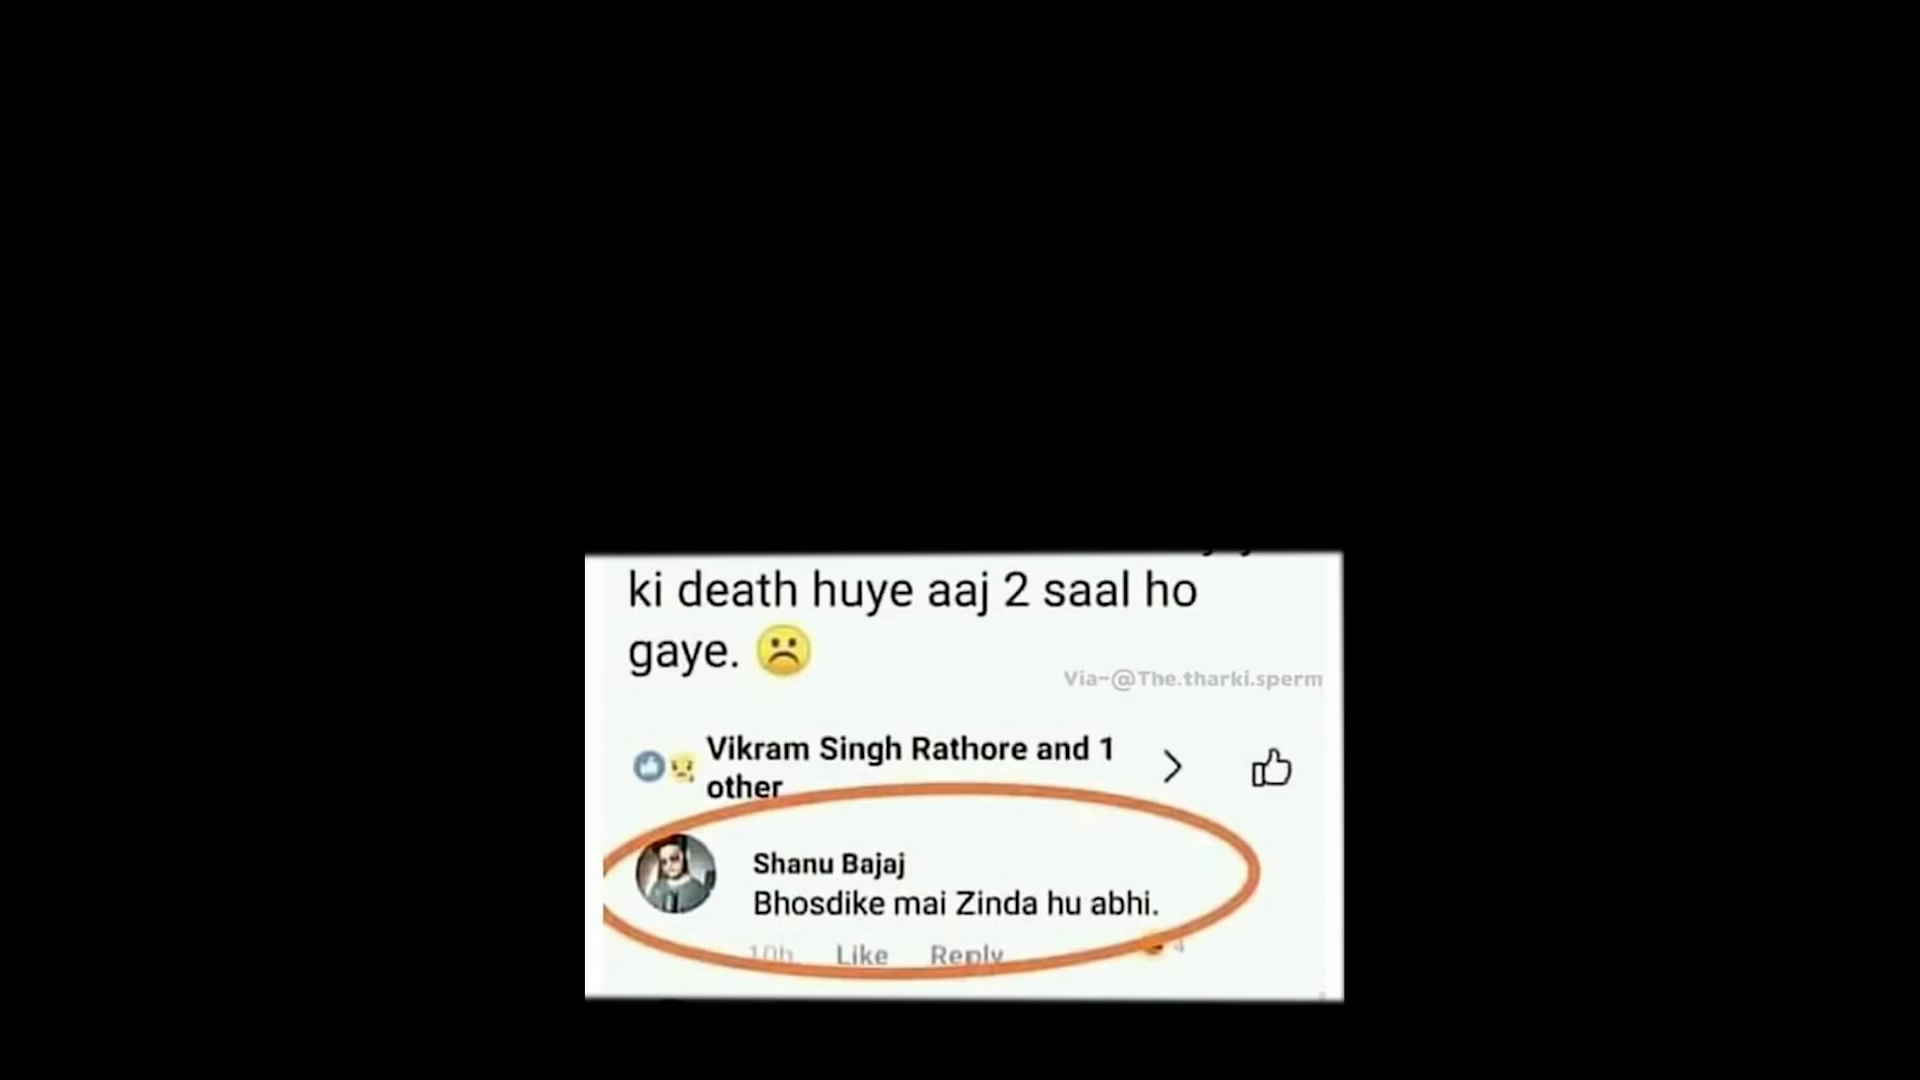 ki death huye aaj 2 saal ho
gaye. ☹️
Via~@The.tharki.sperm
Vikram Singh Rathore and 1
other
Shanu Bajaj
Bhosdike mai Zinda hu abhi.
10h Like Reply 4